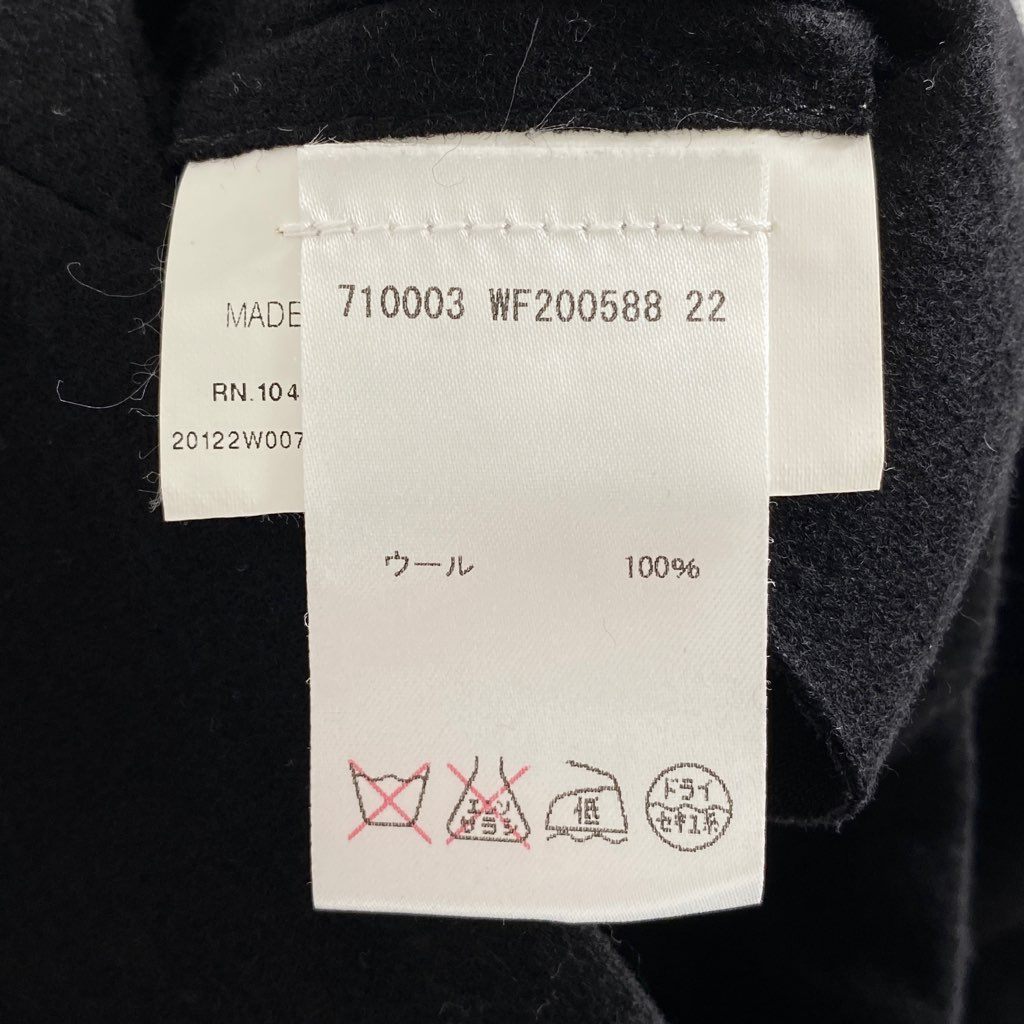 710003 WF200588 22
MADE
RN.104
20122W007
ウール 100%
エンソ
サラシ
低
ドライ
セキユ系